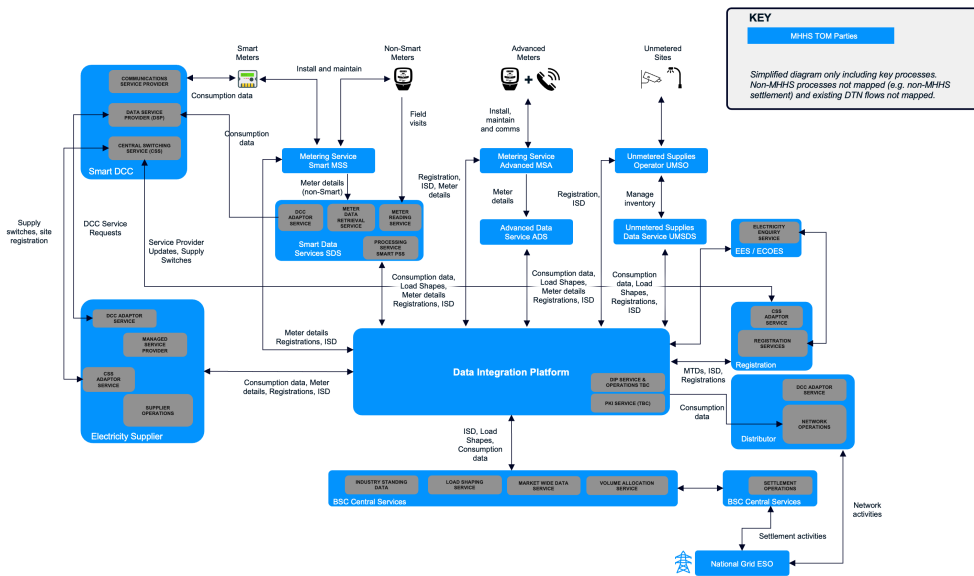 KEY
MHHS TOM Parties
Simplified diagram only including key processes.
Non-MHHS processes not mapped (e.g. non-MHHS
settlement) and existing DTN flows not mapped.
Smart
Meters
Non-Smart
Meters
Advanced
Meters
Unmetered
Sites
COMMUNICATIONS
SERVICE PROVIDER
DATA SERVICE
PROVIDER (DSP)
CENTRAL SWITCHING
SERVICE (CSS)
Smart DCC
Install and maintain
Consumption data
Consumption
data
Field
visits
Install,
maintain
and comms
Metering Service
Smart MSS
Metering Service
Advanced MSA
Unmetered Supplies
Operator UMSO
Meter details
(non-Smart)
Registration,
ISD, Meter
details
Meter
details
Registration,
ISD
Manage
inventory
DCC
ADAPTOR
SERVICE
METER
DATA
RETRIEVAL
SERVICE
METER
READING
SERVICE
PROCESSING
SERVICE
SMART PSS
Smart Data
Services SDS
Advanced Data
Service ADS
Unmetered Supplies
Data Service UMSDS
ELECTRICITY
ENQUIRY
SERVICE
EES / ECOES
Supply
switches, site
registration
DCC Service
Requests
Service Provider
Updates, Supply
Switches
Consumption data,
Load Shapes,
Meter details
Registrations, ISD
Consumption data,
Load Shapes,
Meter details
Registrations, ISD
Consumption
data, Load
Shapes,
Registrations,
ISD
DCC ADAPTOR
SERVICE
MANAGED
SERVICE
PROVIDER
CSS
ADAPTOR
SERVICE
SUPPLIER
OPERATIONS
Electricity Supplier
Meter details
Registrations, ISD
Consumption data, Meter
details, Registrations, ISD
Data Integration Platform
DIP SERVICE &
OPERATIONS TBC
PKI SERVICE (TBC)
CSS
ADAPTOR
SERVICE
REGISTRATION
SERVICES
Registration
MTDs, ISD,
Registrations
Consumption
data
DCC ADAPTOR
SERVICE
NETWORK
OPERATIONS
Distributor
ISD, Load
Shapes,
Consumption
data
INDUSTRY STANDING
DATA
LOAD SHAPING
SERVICE
MARKET WIDE DATA
SERVICE
VOLUME ALLOCATION
SERVICE
BSC Central Services
SETTLEMENT
OPERATIONS
BSC Central Services
Network
activities
Settlement activities
National Grid ESO